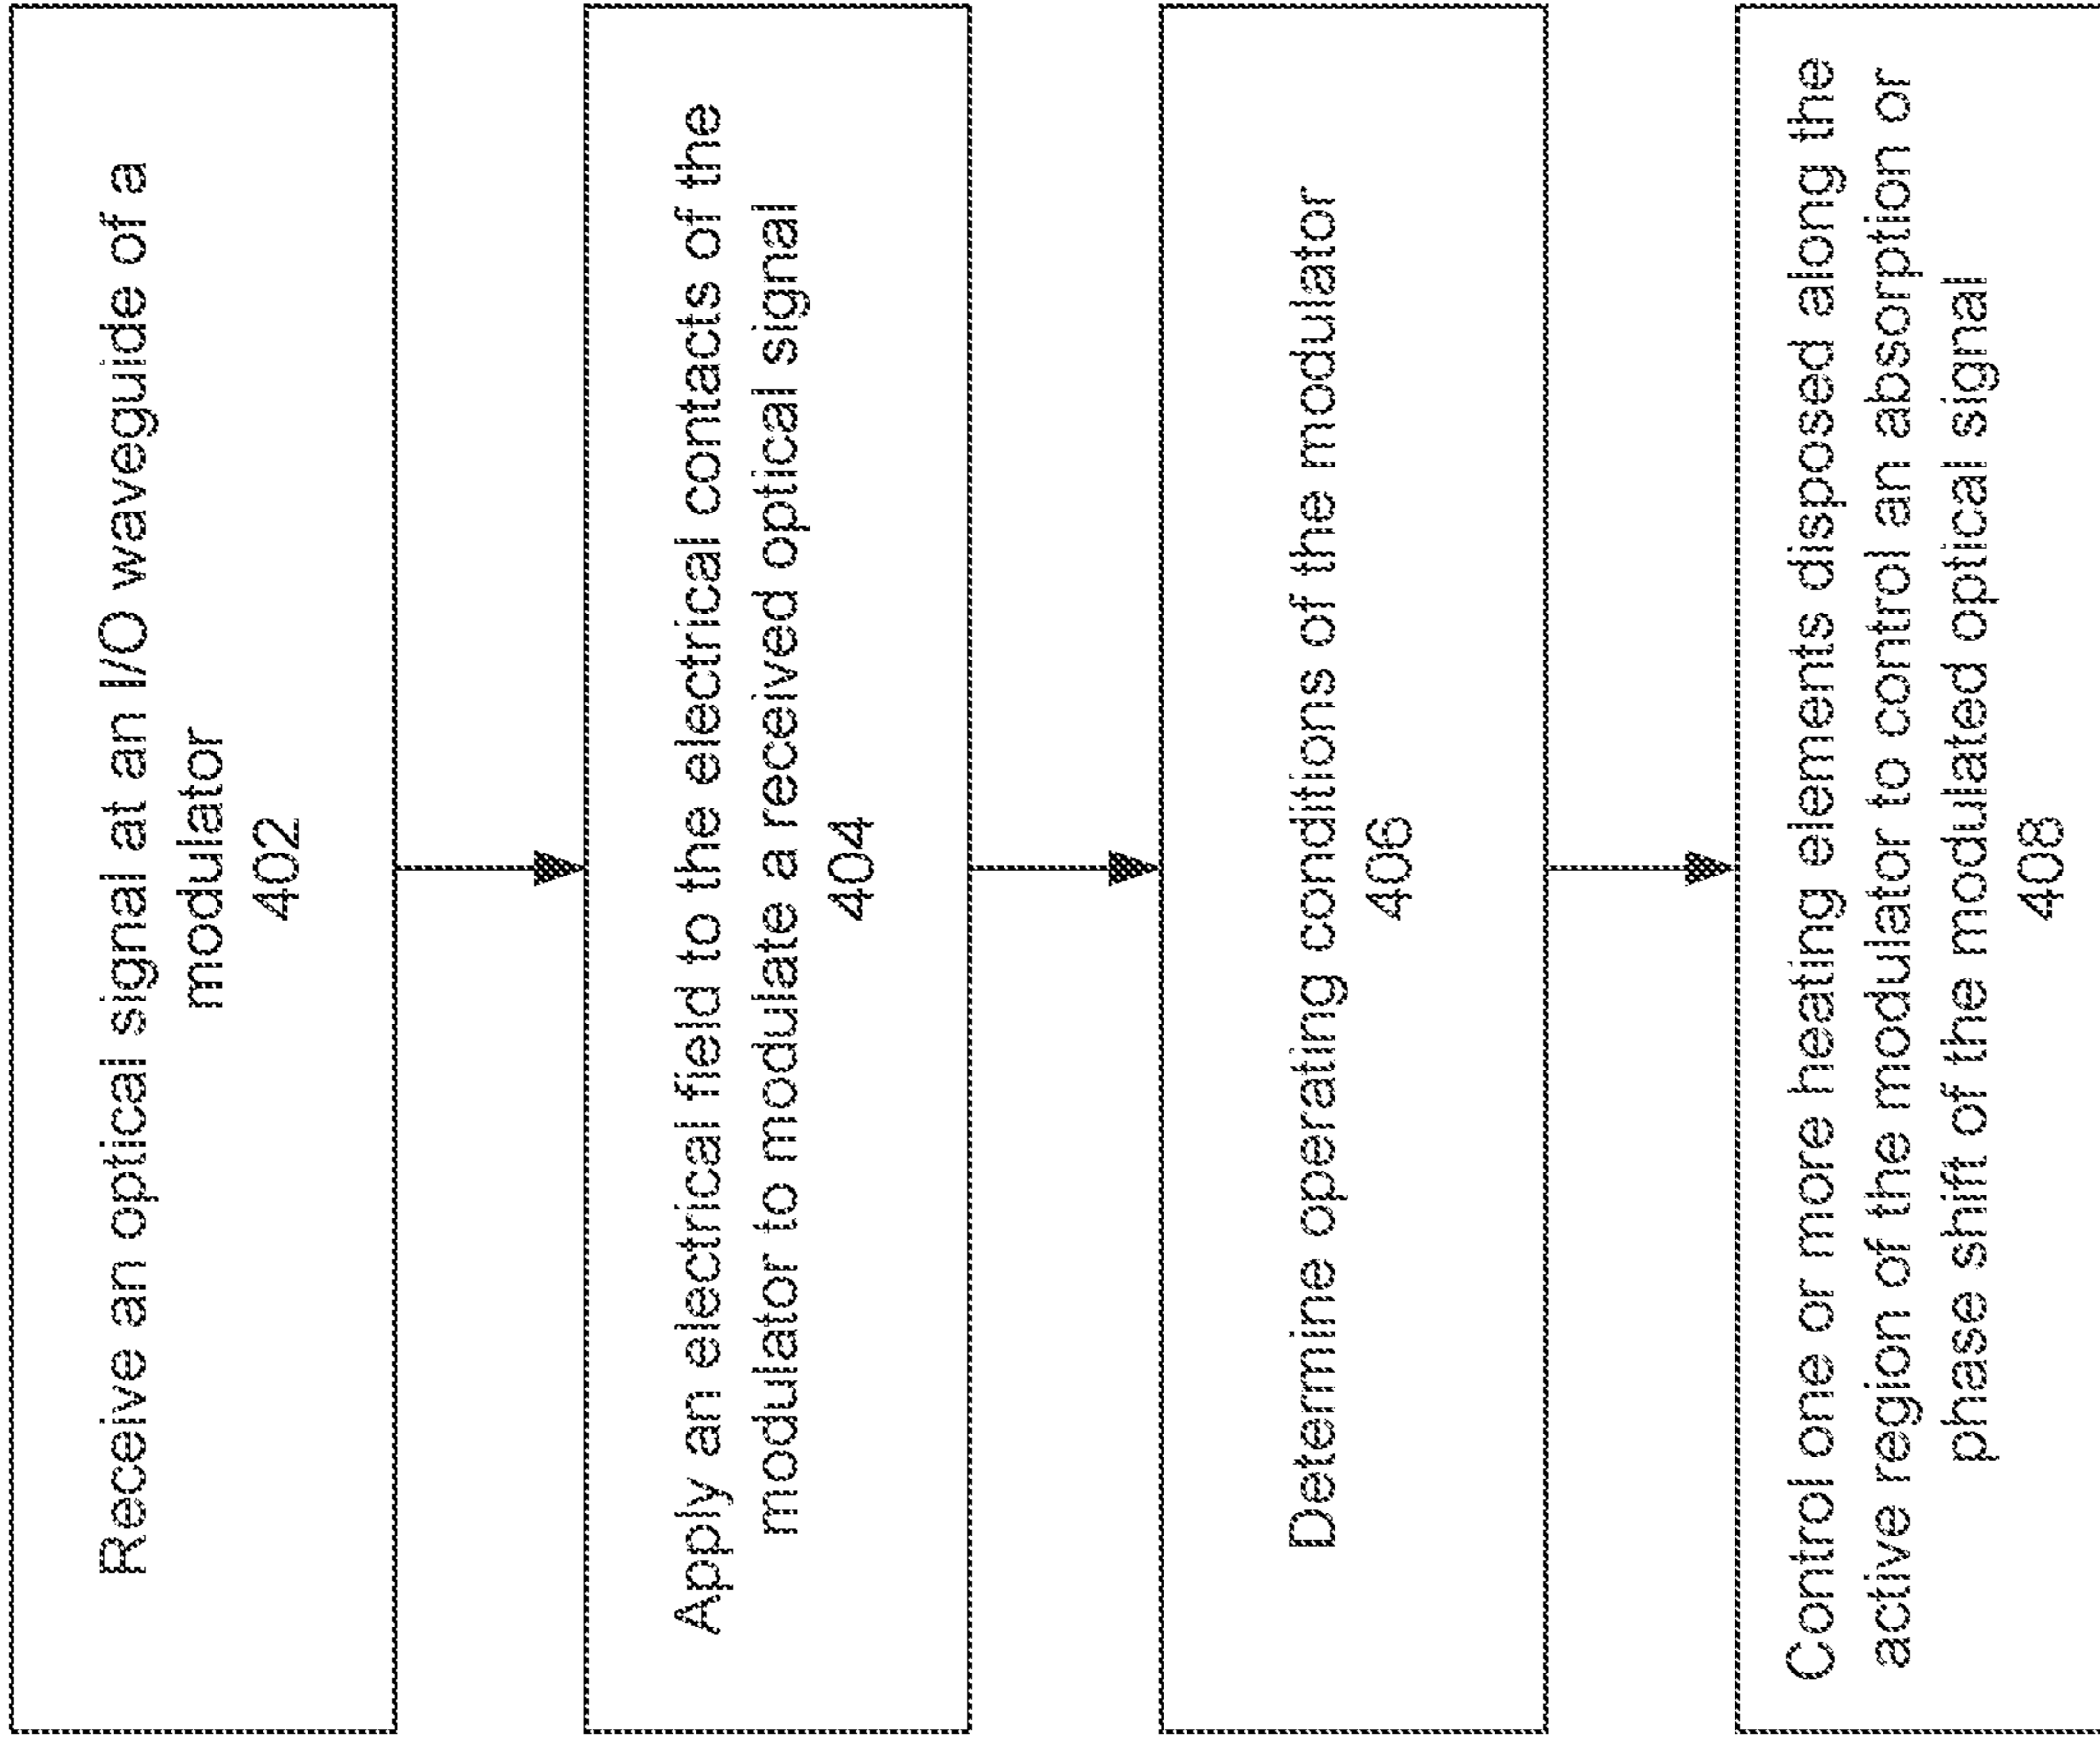 Receive an optical signal at an I/O waveguide of a
modulator
402
Apply an electrical field to the electrical contacts of the
modulator to modulate a received optical signal
404
Determine operating conditions of the modulator
406
Control one or more heating elements disposed along the
active region of the modulator to control an absorption or
phase shift of the modulated optical signal
408